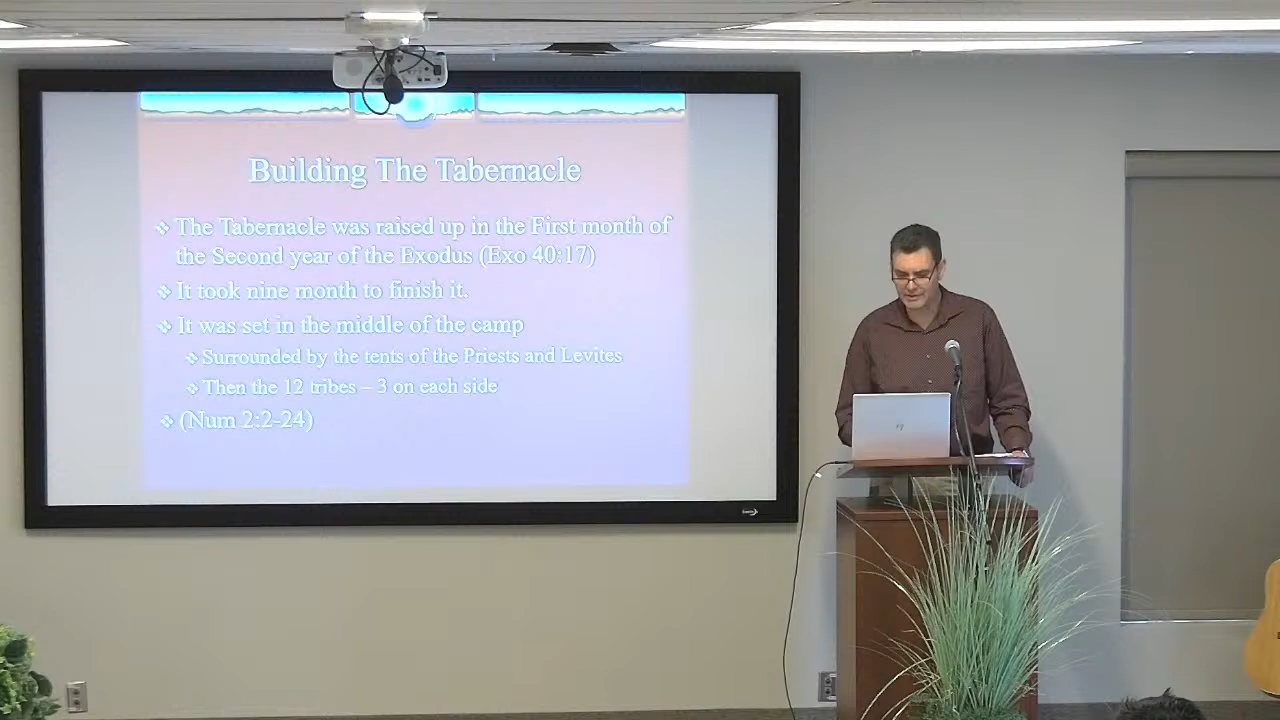 Building The Tabernacle
❖ The Tabernacle was raised up in the First month of
the Second year of the Exodus (Exo 40:17)
❖ It took nine month to finish it.
❖ It was set in the middle of the camp
❖ Surrounded by the tents of the Priests and Levites
❖ Then the 12 tribes – 3 on each side
❖ (Num 2:2-24)
hp